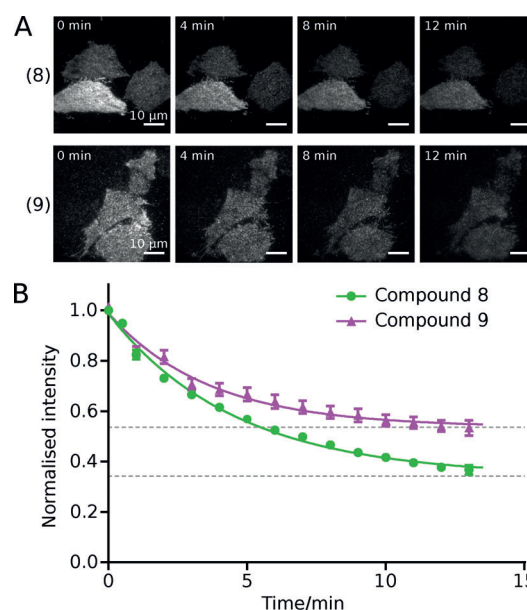 A
0 min
4 min
8 min
12 min
(8)
10 µm
0 min
4 min
8 min
12 min
(9)
10 µm
B
Compound 8
Compound 9
Normalised intensity
1.0
0.8
0.6
0.4
0.2
0.0
0
5
10
15
Time/min